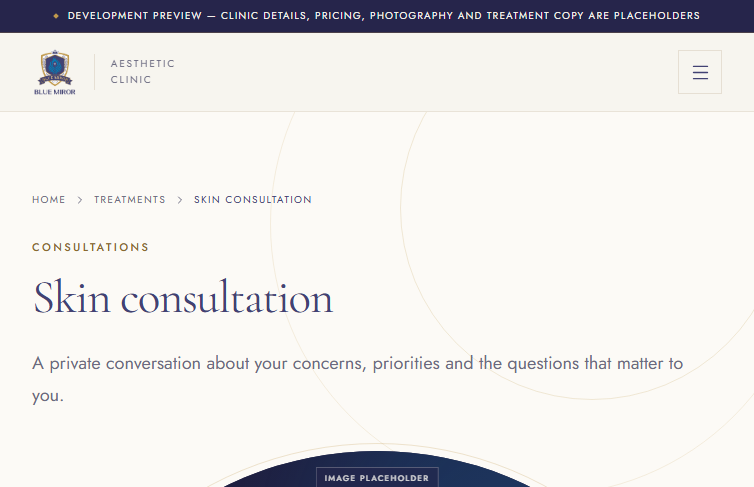 DEVELOPMENT PREVIEW — CLINIC DETAILS, PRICING, PHOTOGRAPHY AND TREATMENT COPY ARE PLACEHOLDERS
BLUE MIROR
AESTHETIC
CLINIC
HOME > TREATMENTS > SKIN CONSULTATION
CONSULTATIONS
Skin consultation
A private conversation about your concerns, priorities and the questions that matter to
you.
IMAGE PLACEHOLDER